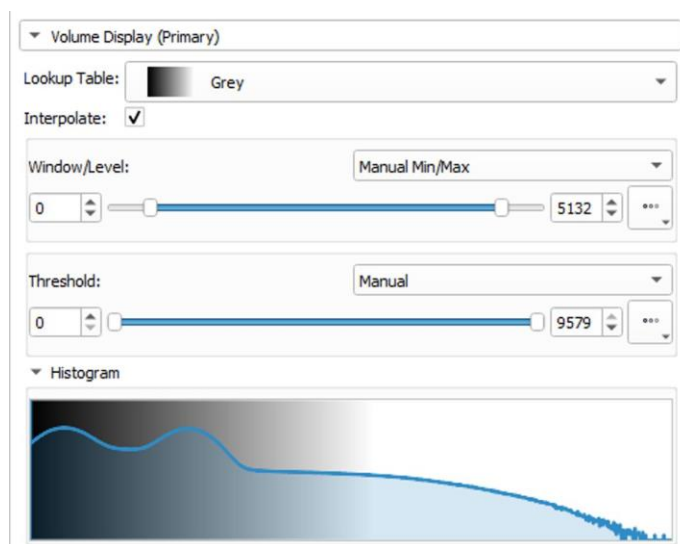 Volume Display (Primary)
Lookup Table: Grey
Interpolate:
Window/Level: Manual Min/Max
0 5132
Threshold: Manual
0 9579
Histogram